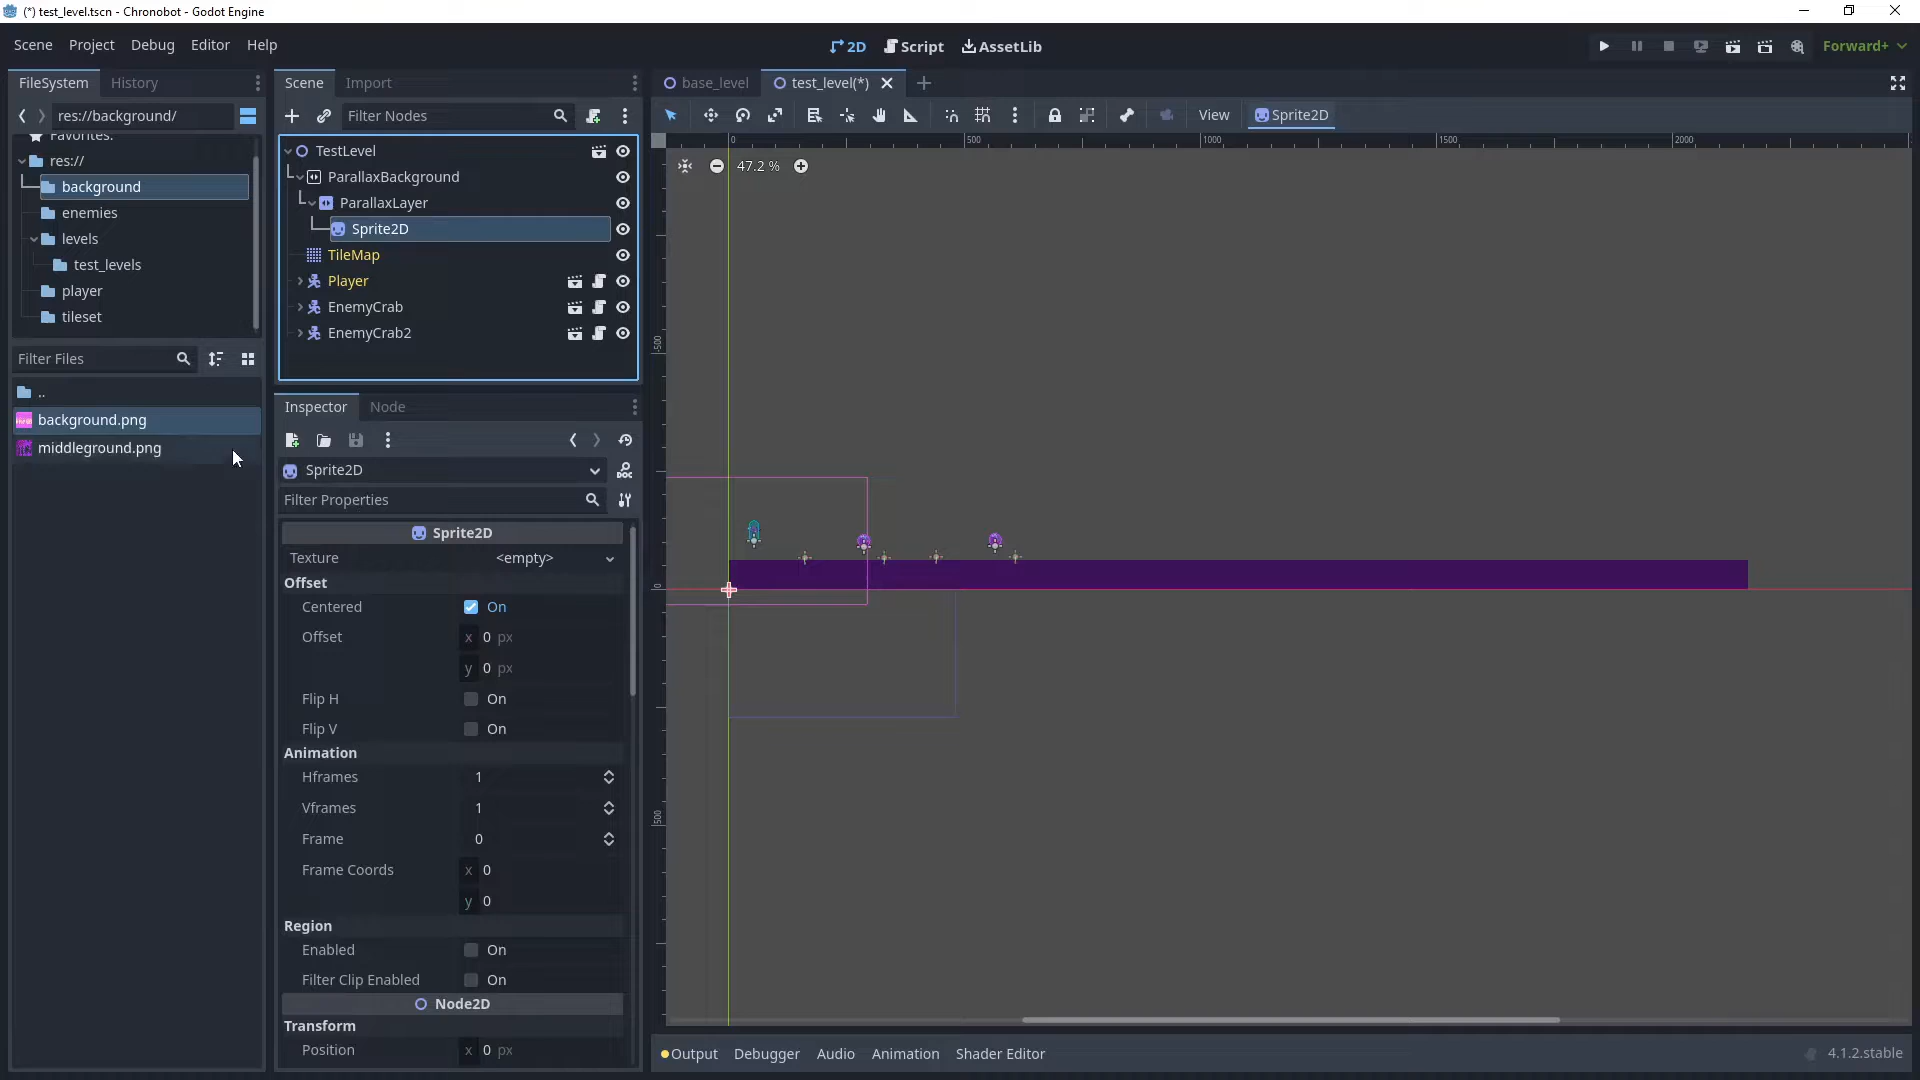 (*) test_level.tscn - Chronobot - Godot Engine
Scene Project Debug Editor Help
2D Script AssetLib
Forward+
FileSystem History
res://background/
Favorites:
res://
background
enemies
levels
test_levels
player
tileset
Filter Files
..
background.png
middleground.png
Scene Import
Filter Nodes
TestLevel
ParallaxBackground
ParallaxLayer
Sprite2D
TileMap
Player
EnemyCrab
EnemyCrab2
Inspector Node
Sprite2D
Filter Properties
Sprite2D
Texture <empty>
Offset
Centered On
Offset x 0 px
y 0 px
Flip H On
Flip V On
Animation
Hframes 1
Vframes 1
Frame 0
Frame Coords x 0
y 0
Region
Enabled On
Filter Clip Enabled On
Node2D
Transform
Position x 0 px
base_level test_level(*)
View Sprite2D
0 500 1000 1500 2000
47.2 %
-500
0
500
Output Debugger Audio Animation Shader Editor
4.1.2.stable